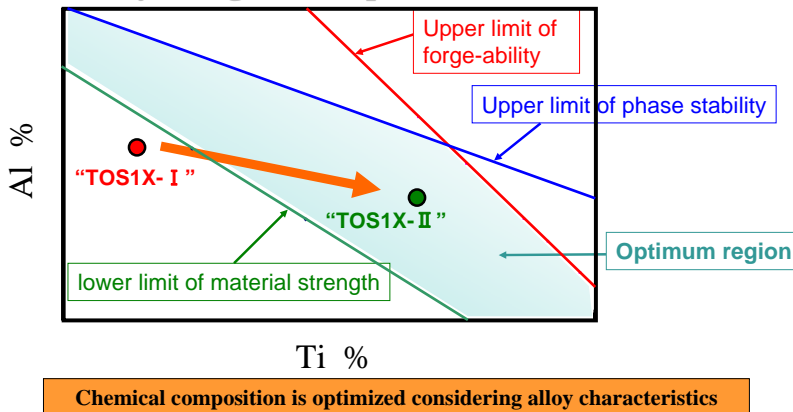 Upper limit of
forge-ability
Upper limit of phase stability
Al %
“TOS1X-Ⅰ”
“TOS1X-Ⅱ”
Optimum region
lower limit of material strength
Ti %
Chemical composition is optimized considering alloy characteristics